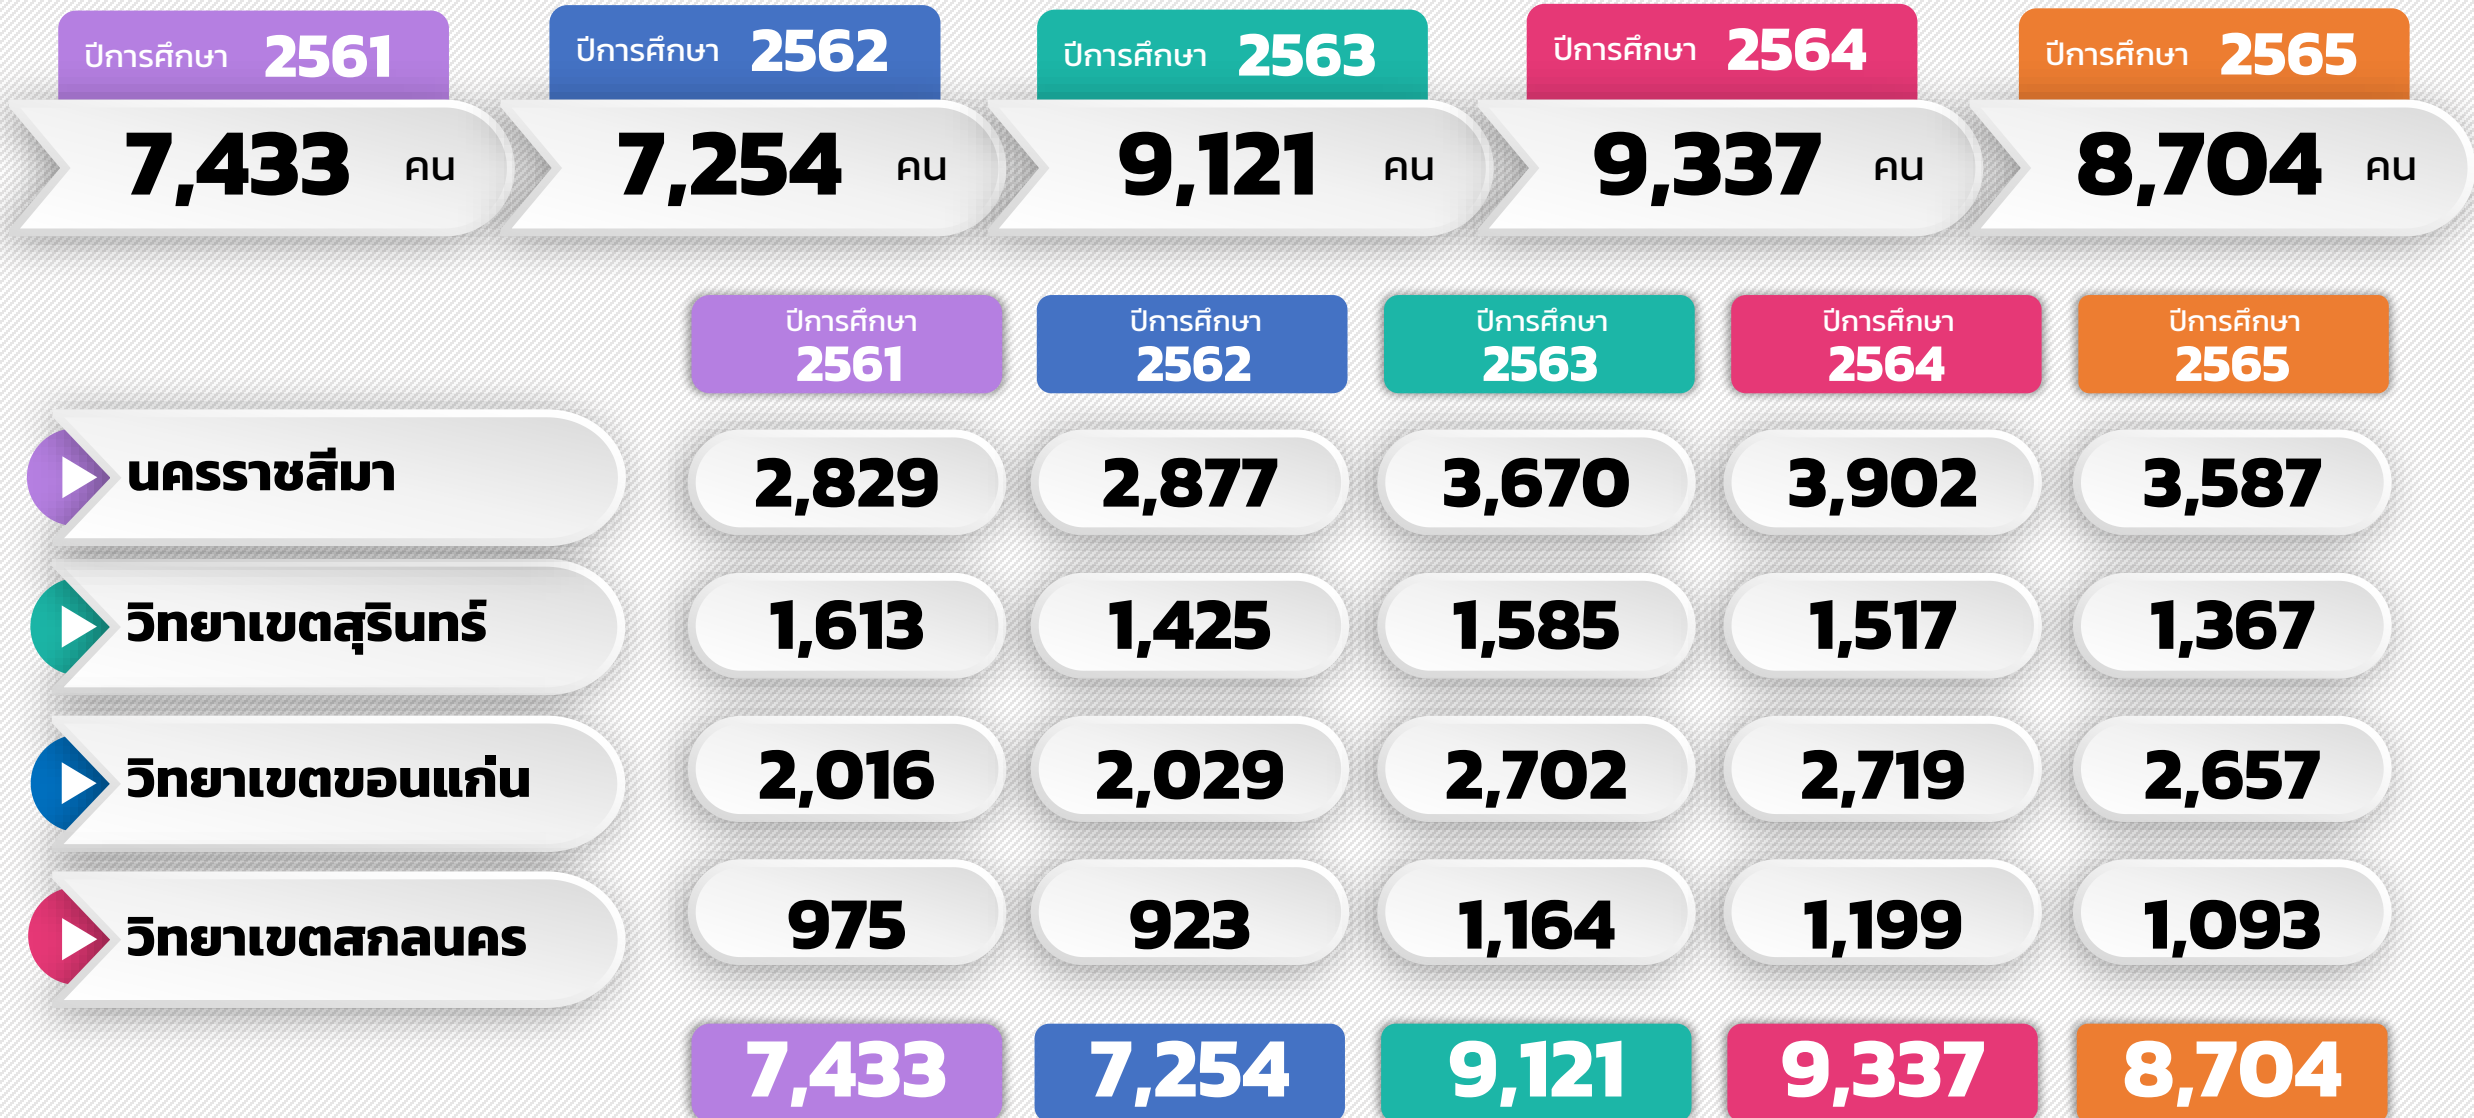 ปีการศึกษา 2561
ปีการศึกษา 2562
ปีการศึกษา 2563
ปีการศึกษา 2564
ปีการศึกษา 2565
7,433 คน
7,254 คน
9,121 คน
9,337 คน
8,704 คน
ปีการศึกษา
2561
ปีการศึกษา
2562
ปีการศึกษา
2563
ปีการศึกษา
2564
ปีการศึกษา
2565
นครราชสีมา 2,829 2,877 3,670 3,902 3,587
วิทยาเขตสุรินทร์ 1,613 1,425 1,585 1,517 1,367
วิทยาเขตขอนแก่น 2,016 2,029 2,702 2,719 2,657
วิทยาเขตสกลนคร 975 923 1,164 1,199 1,093
7,433 7,254 9,121 9,337 8,704